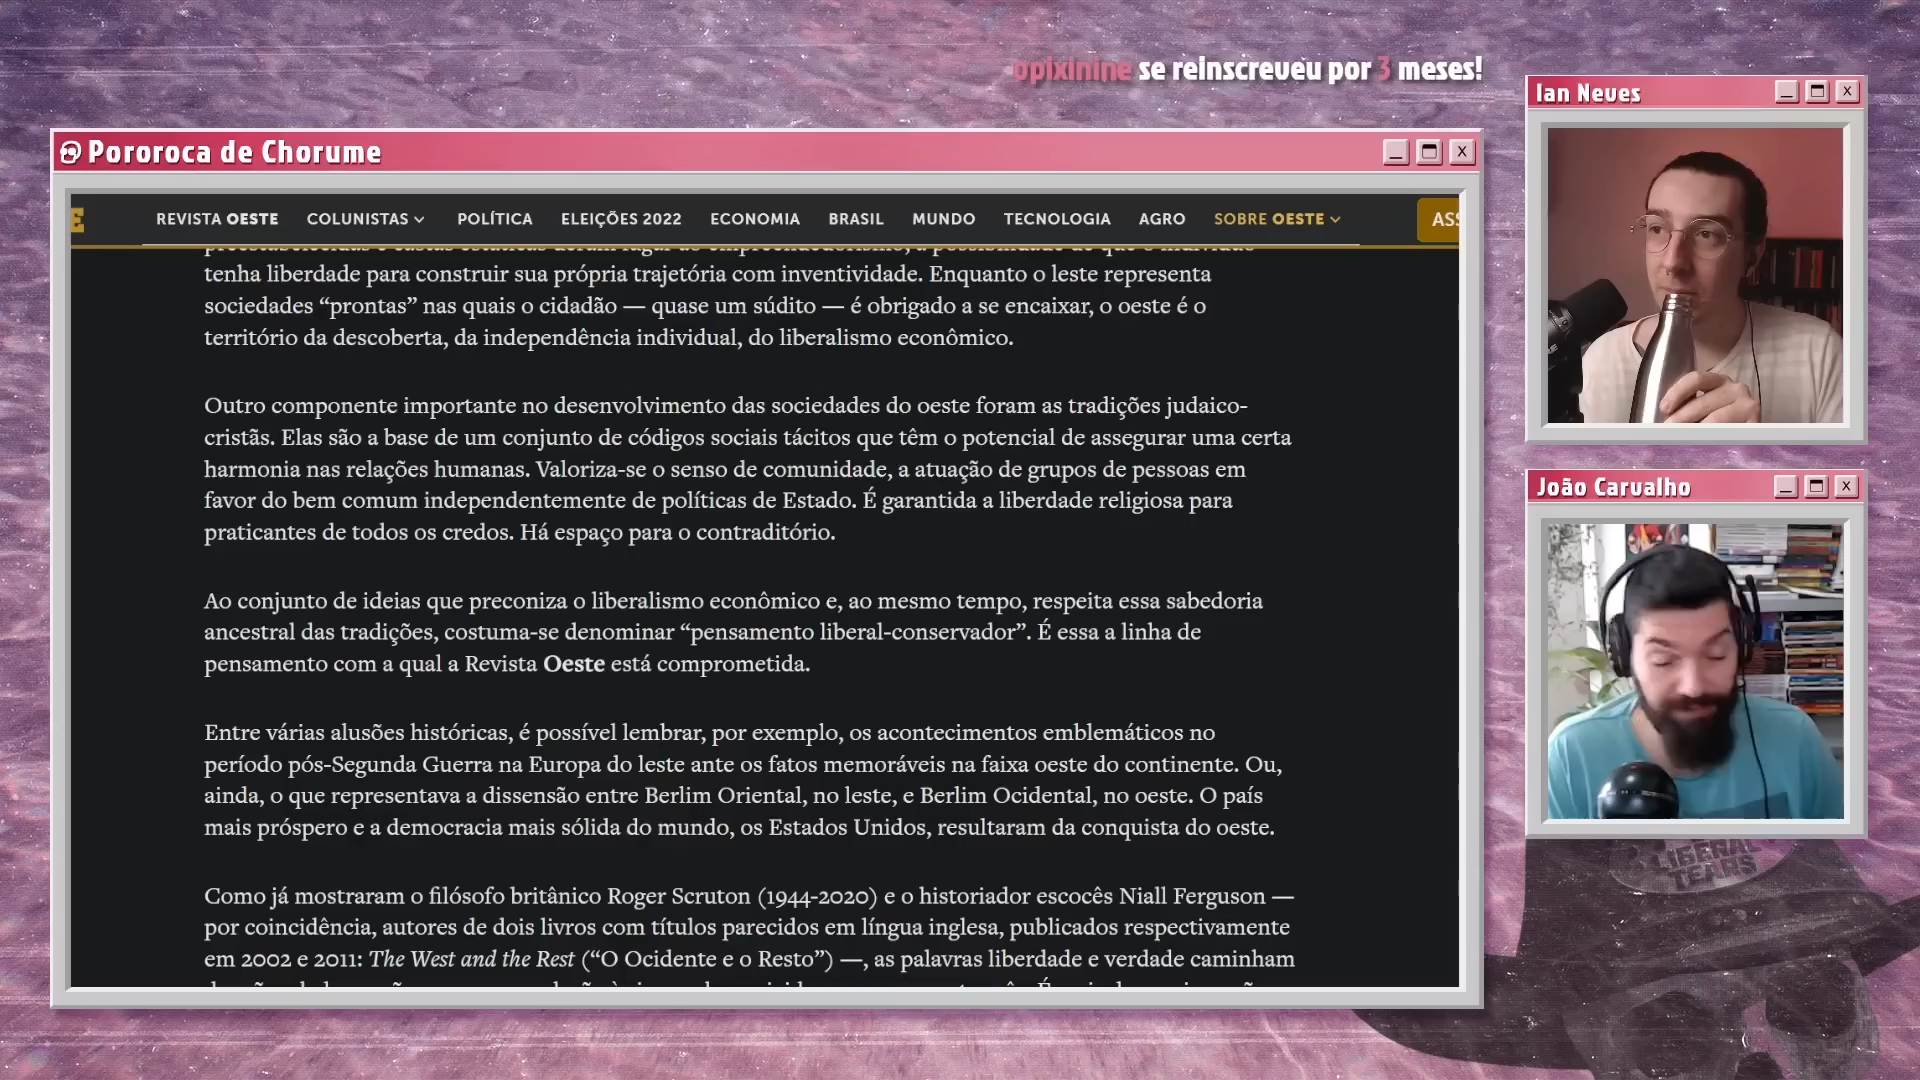 opixinine se reinscreveu por 3 meses!
Ian Neves
Pororoca de Chorume
REVISTA OESTE COLUNISTAS POLÍTICA ELEIÇÕES 2022 ECONOMIA BRASIL MUNDO TECNOLOGIA AGRO SOBRE OESTE
tenha liberdade para construir sua própria trajetória com inventividade. Enquanto o leste representa
sociedades “prontas” nas quais o cidadão — quase um súdito — é obrigado a se encaixar, o oeste é o
território da descoberta, da independência individual, do liberalismo econômico.
Outro componente importante no desenvolvimento das sociedades do oeste foram as tradições judaico-
cristãs. Elas são a base de um conjunto de códigos sociais tácitos que têm o potencial de assegurar uma certa
harmonia nas relações humanas. Valoriza-se o senso de comunidade, a atuação de grupos de pessoas em
favor do bem comum independentemente de políticas de Estado. É garantida a liberdade religiosa para
praticantes de todos os credos. Há espaço para o contraditório.
Ao conjunto de ideias que preconiza o liberalismo econômico e, ao mesmo tempo, respeita essa sabedoria
ancestral das tradições, costuma-se denominar “pensamento liberal-conservador”. É essa a linha de
pensamento com a qual a Revista Oeste está comprometida.
Entre várias alusões históricas, é possível lembrar, por exemplo, os acontecimentos emblemáticos no
período pós-Segunda Guerra na Europa do leste ante os fatos memoráveis na faixa oeste do continente. Ou,
ainda, o que representava a dissensão entre Berlim Oriental, no leste, e Berlim Ocidental, no oeste. O país
mais próspero e a democracia mais sólida do mundo, os Estados Unidos, resultaram da conquista do oeste.
Como já mostraram o filósofo britânico Roger Scruton (1944-2020) e o historiador escocês Niall Ferguson —
por coincidência, autores de dois livros com títulos parecidos em língua inglesa, publicados respectivamente
em 2002 e 2011: The West and the Rest (“O Ocidente e o Resto”) —, as palavras liberdade e verdade caminham
João Carvalho
LIBERAL
TEARS